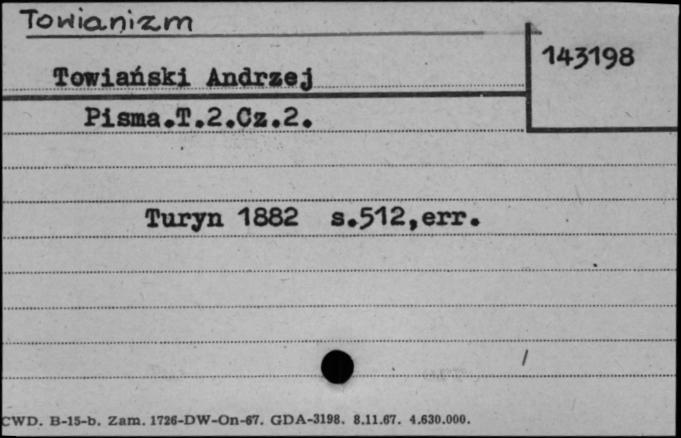 Towianizm
143198
Towiański Andrzej
Pisma.T.2.Cz.2.
Turyn 1882 s.512,err.
CWD. B-15-b. Zam. 1726-DW-On-67. GDA-3198. 8.11.67. 4.630.000.